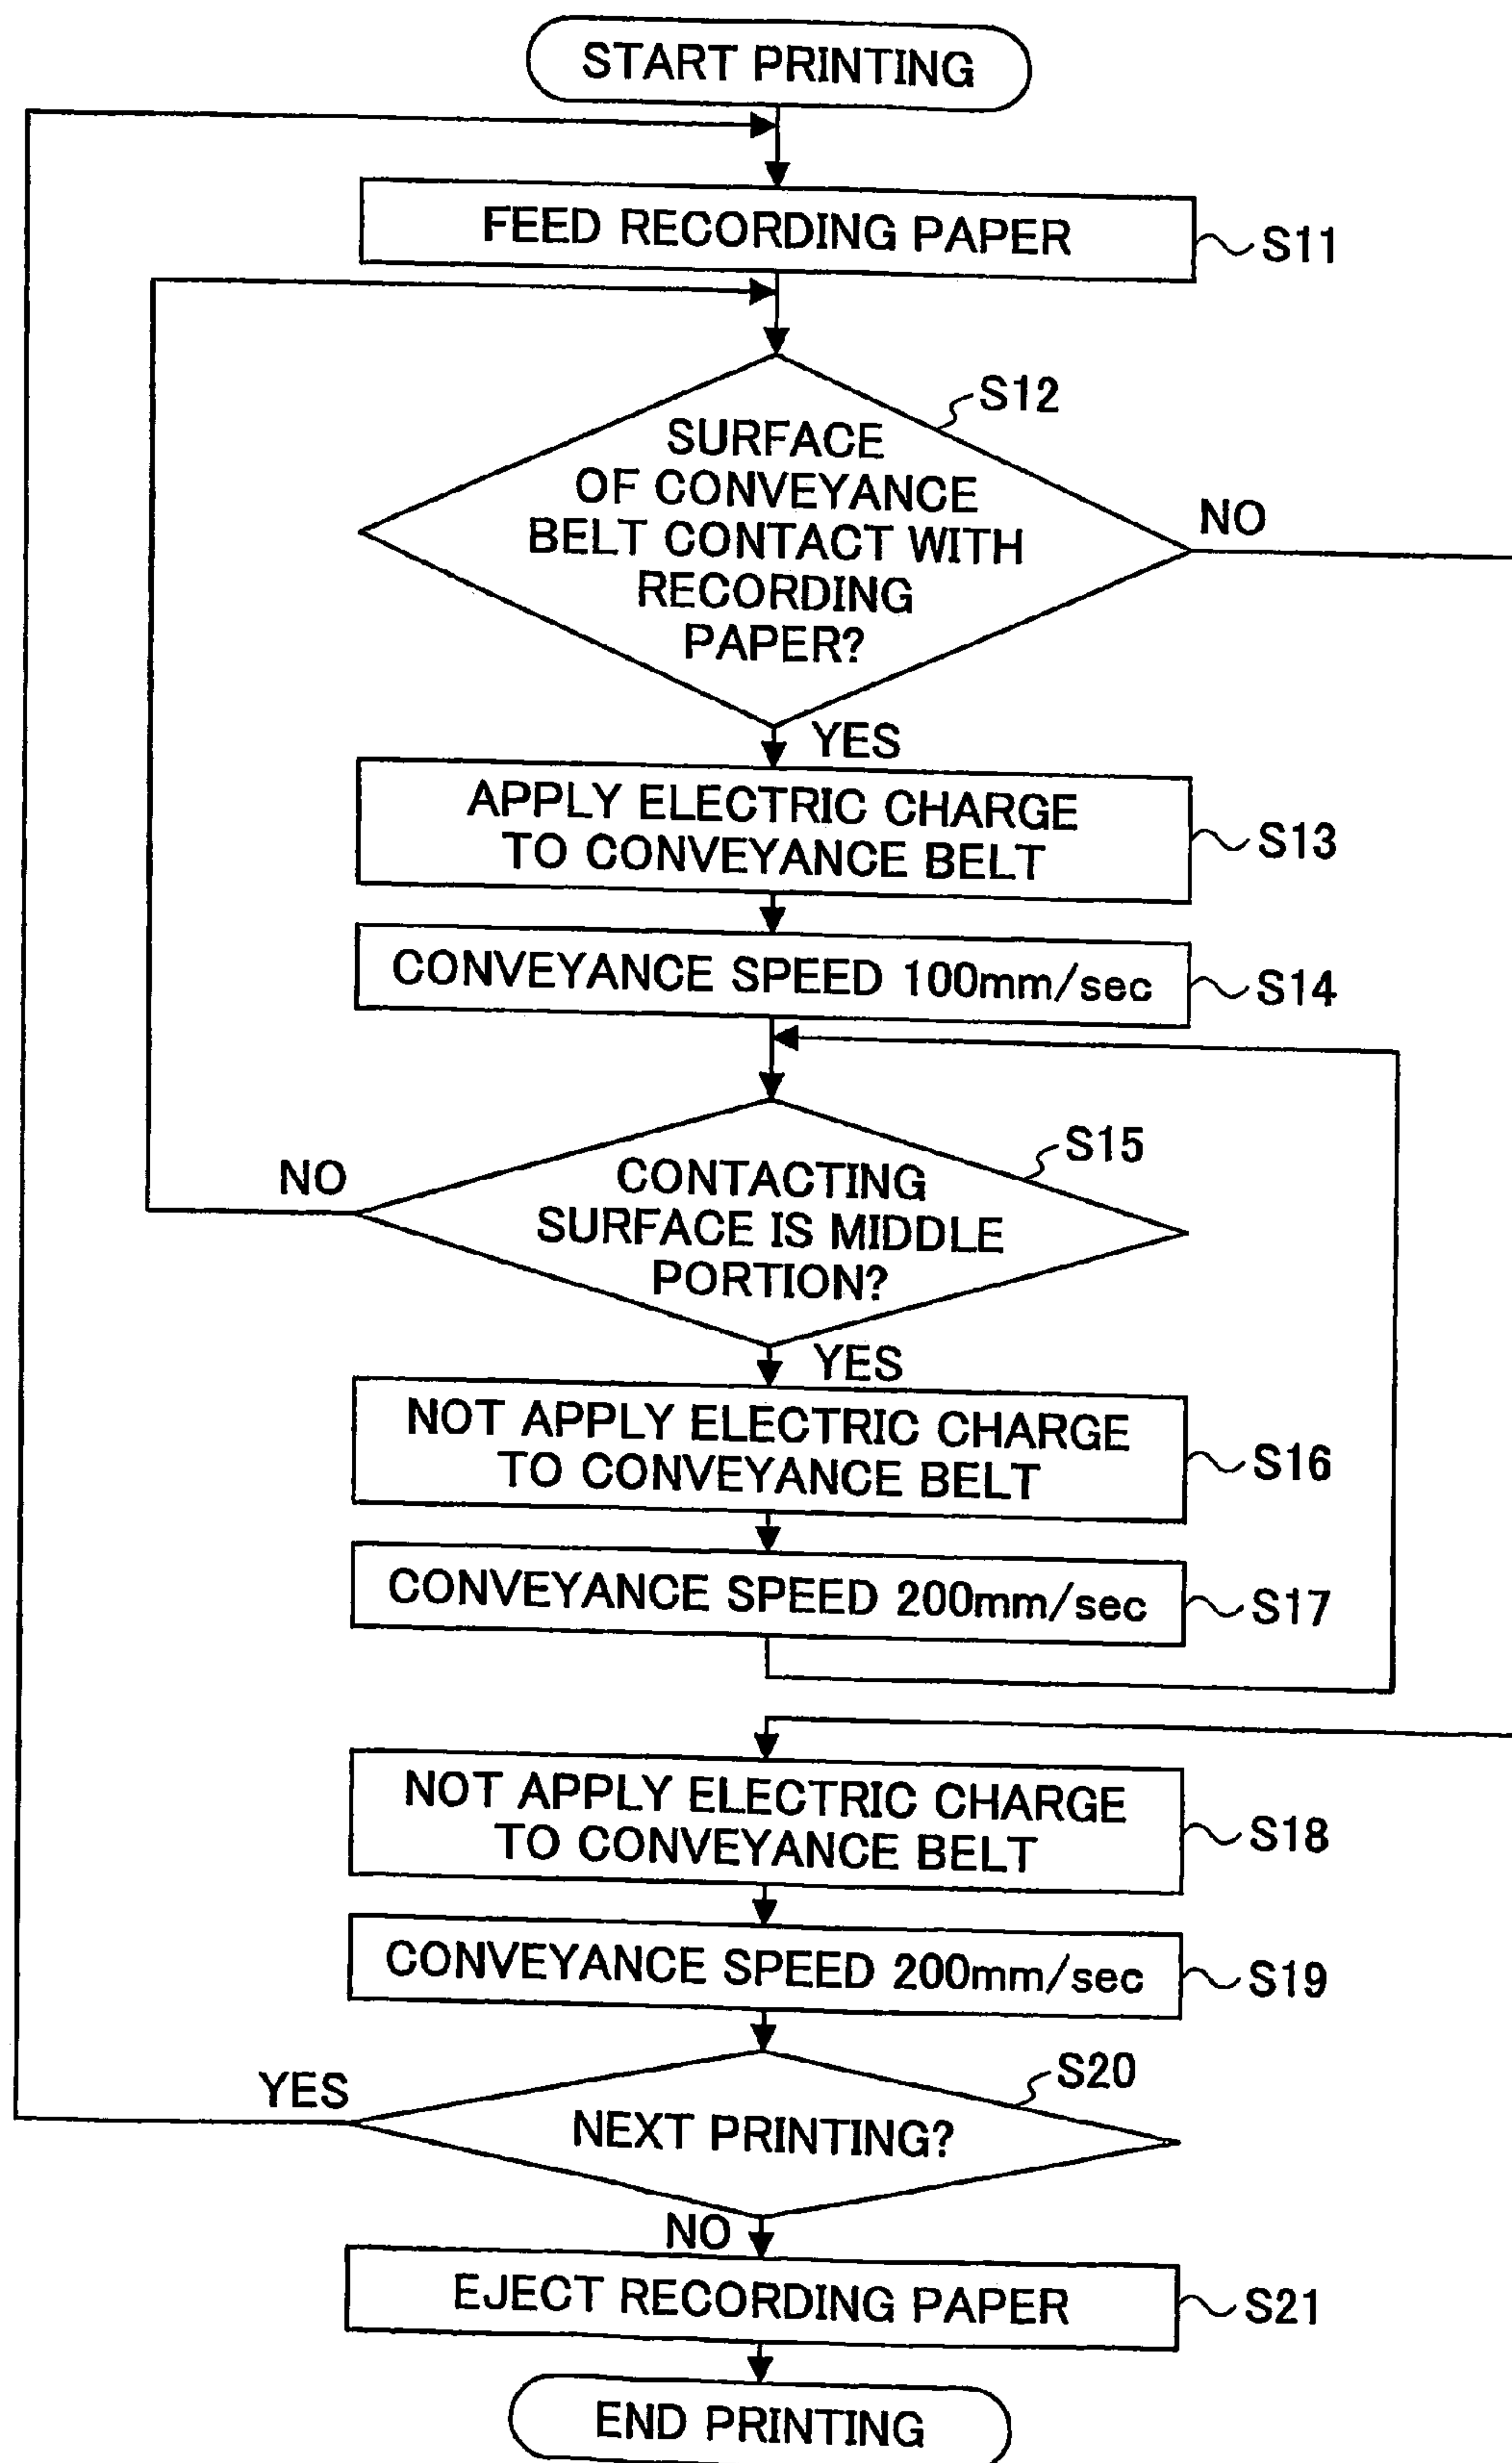 START PRINTING
FEED RECORDING PAPER
S11
S12
SURFACE
OF CONVEYANCE
BELT CONTACT WITH
RECORDING
PAPER?
NO
YES
APPLY ELECTRIC CHARGE
TO CONVEYANCE BELT
S13
CONVEYANCE SPEED 100mm/sec
S14
S15
NO
CONTACTING
SURFACE IS MIDDLE
PORTION?
YES
NOT APPLY ELECTRIC CHARGE
TO CONVEYANCE BELT
S16
CONVEYANCE SPEED 200mm/sec
S17
NOT APPLY ELECTRIC CHARGE
TO CONVEYANCE BELT
S18
CONVEYANCE SPEED 200mm/sec
S19
S20
YES
NEXT PRINTING?
NO
EJECT RECORDING PAPER
S21
END PRINTING